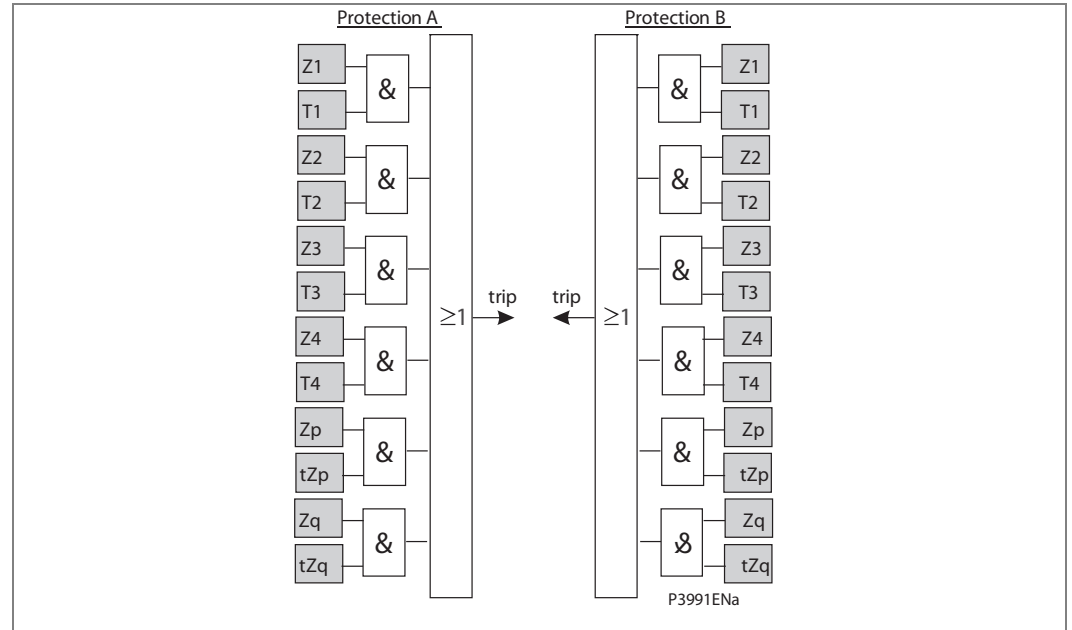 Protection A
Protection B
Z1
&
T1
Z2
&
T2
Z3
&
T3
Z4
&
T4
Zp
&
tZp
Zq
&
tZq
≥1
trip
trip
≥1
Z1
&
T1
Z2
&
T2
Z3
&
T3
Z4
&
T4
Zp
&
tZp
Zq
&
tZq
P3991ENa